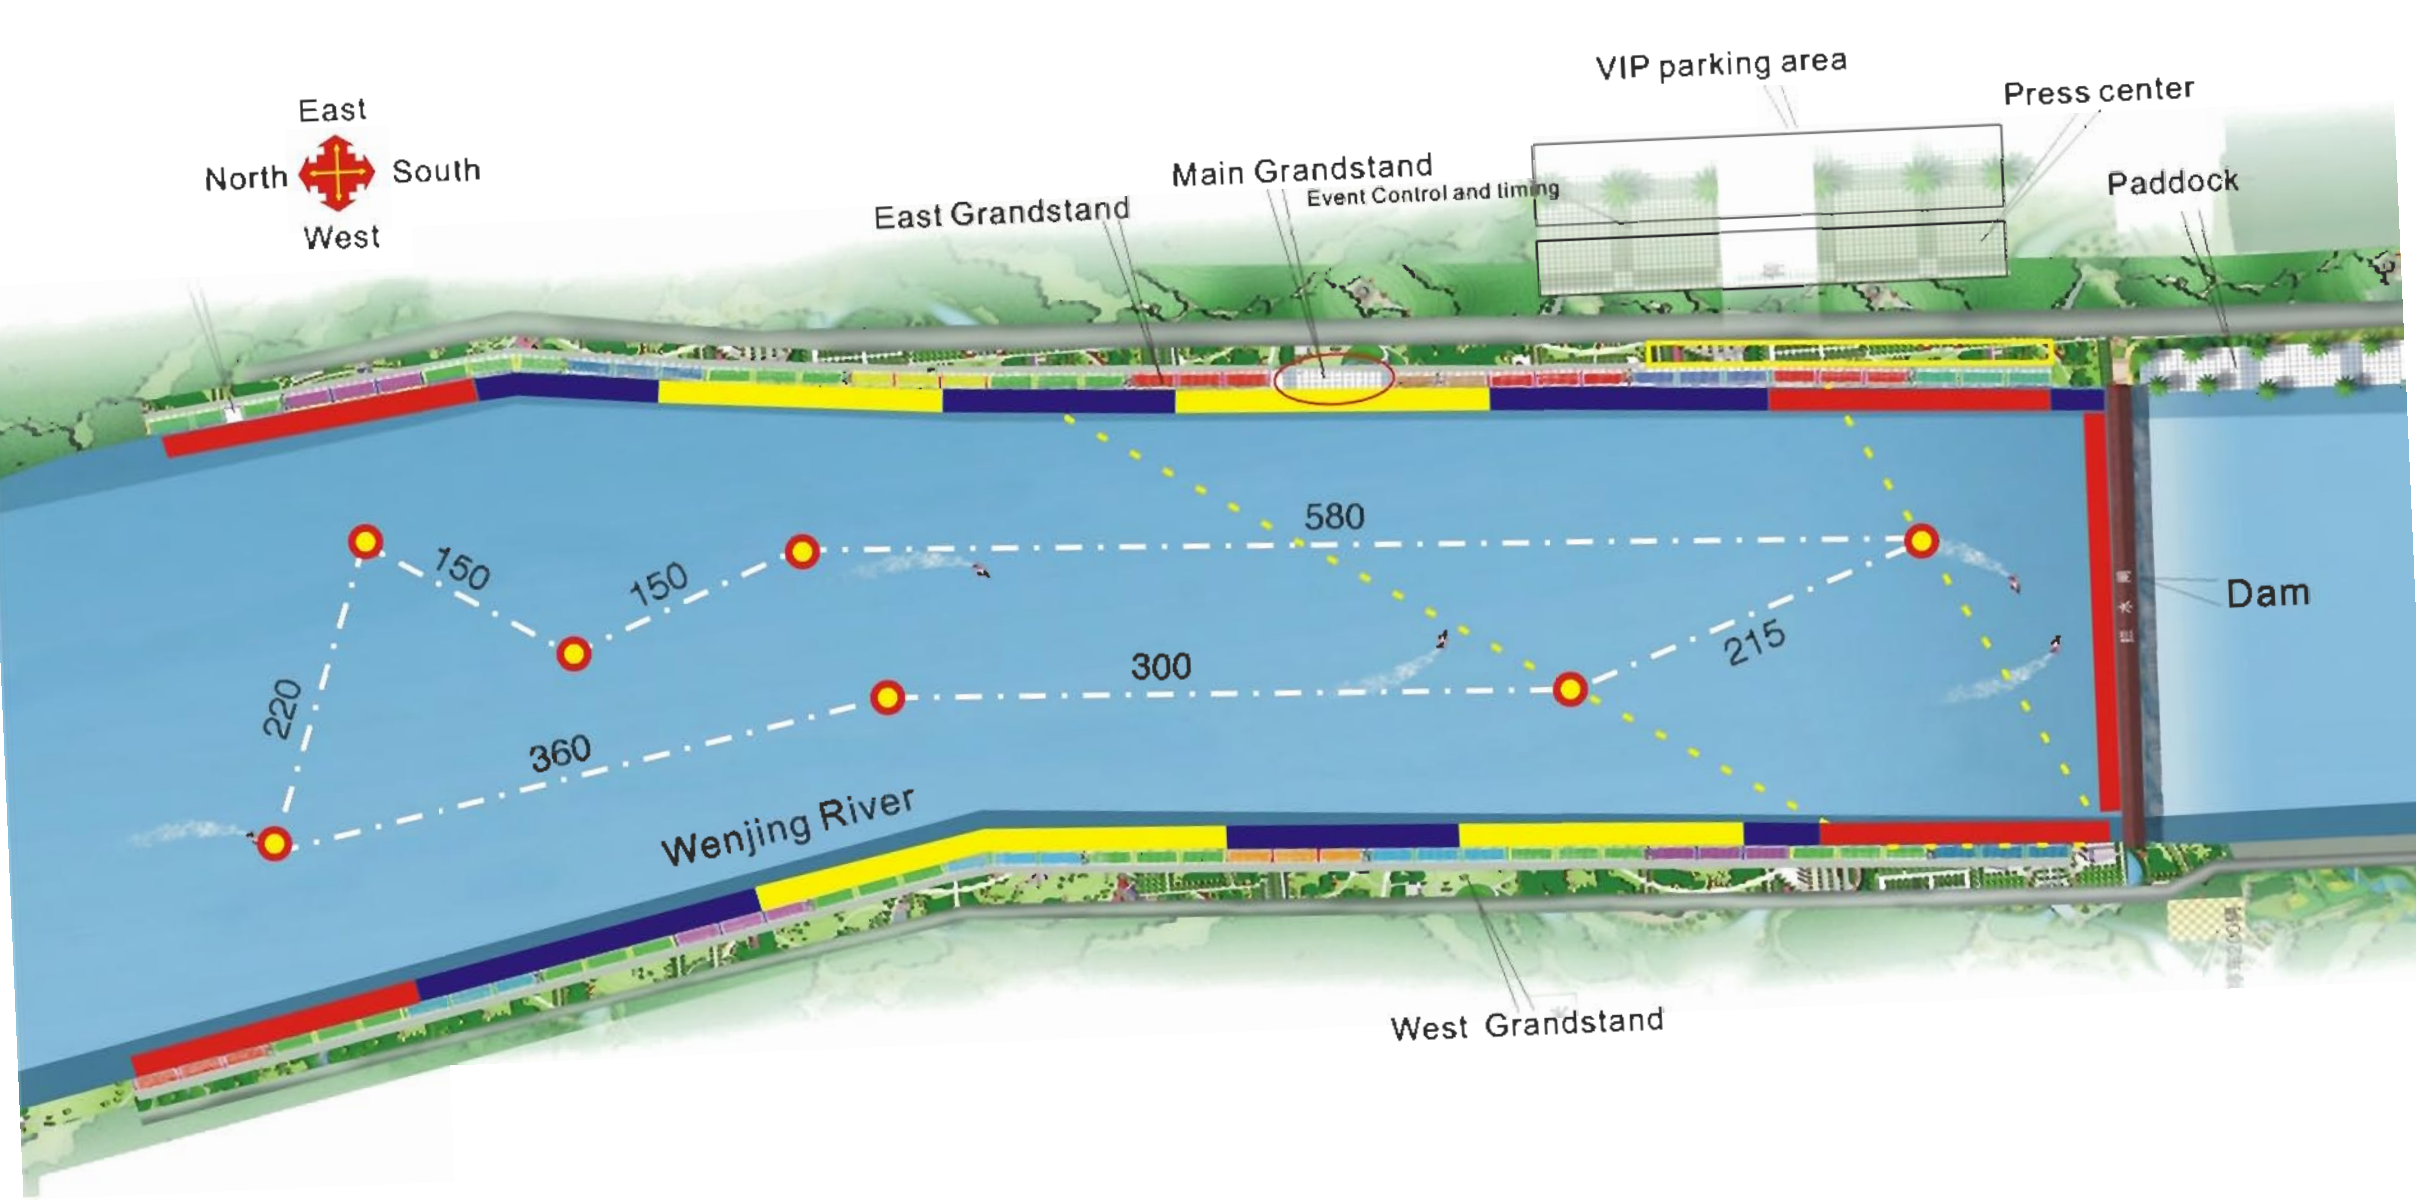 VIP parking area
Press center
East
North
South
West
Main Grandstand
Event Control and timing
East Grandstand
Paddock
580
150
150
Dam
215
300
220
360
Wenjing River
West Grandstand